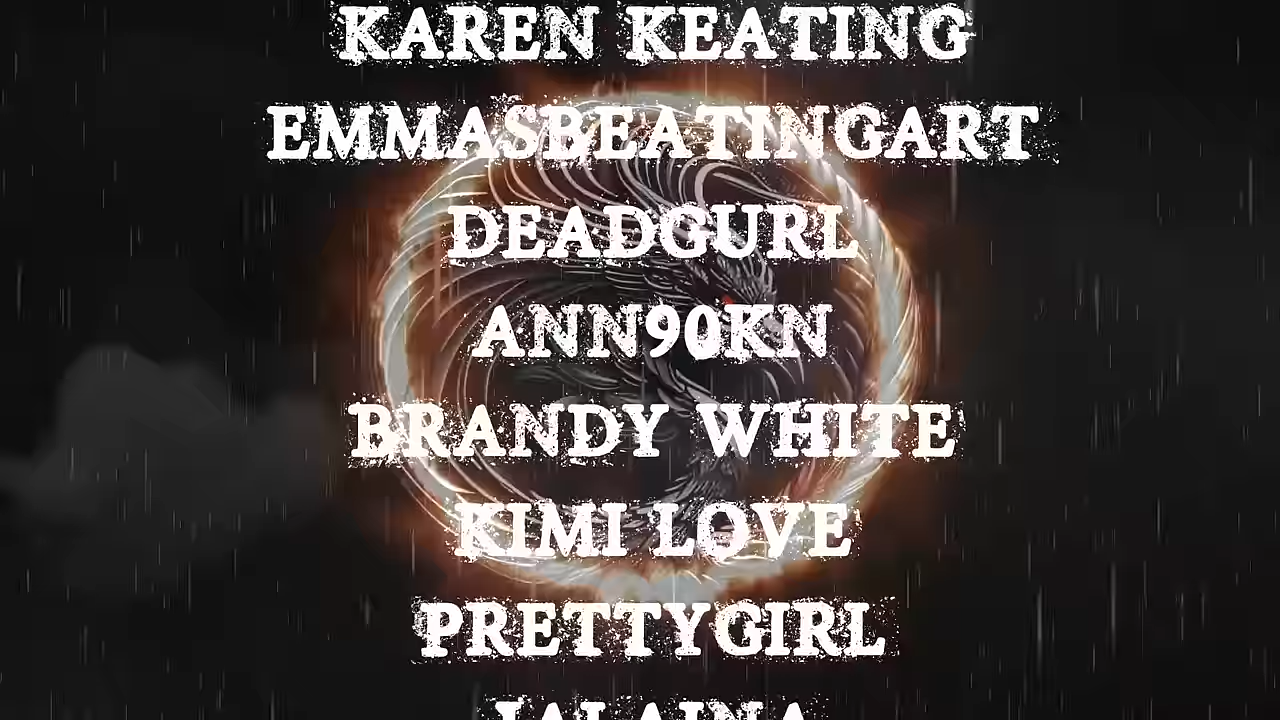 KAREN KEATING
EMMASBEATINGART
DEADGURL
ANN90KN
BRANDY WHITE
KIMI LOVE
PRETTYGIRL